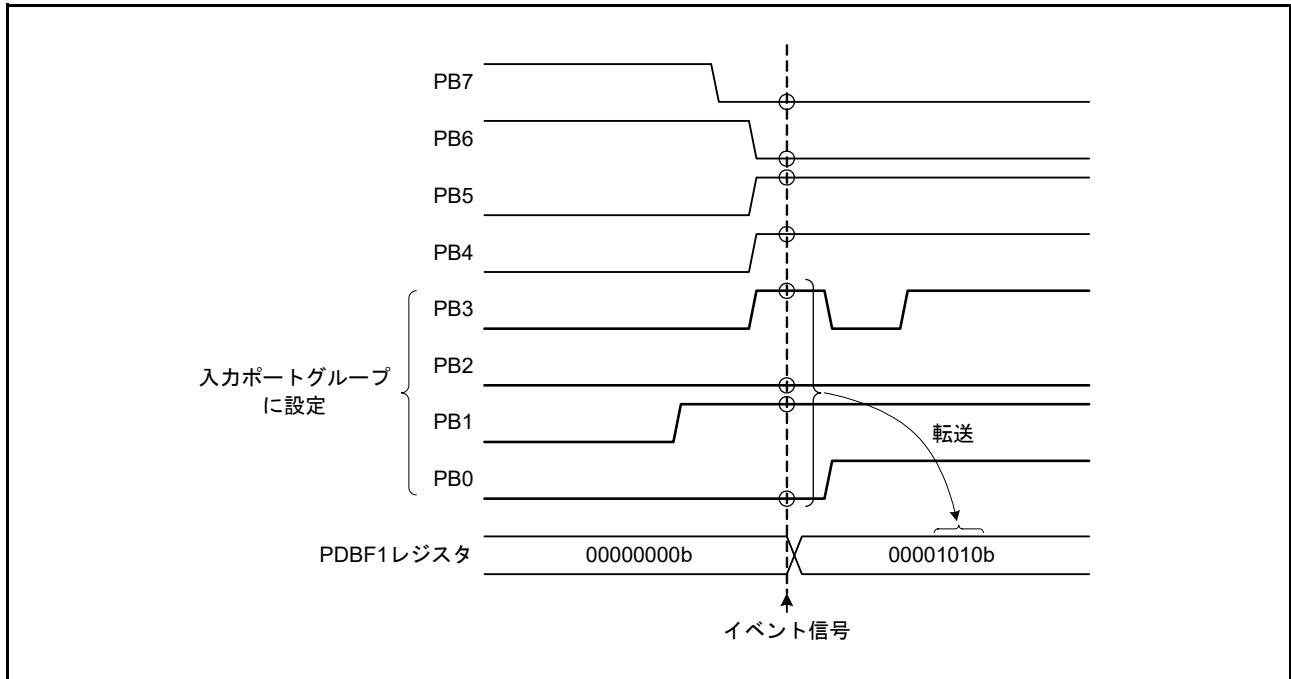 PB7
PB6
PB5
PB4
PB3
PB2
PB1
PB0
入力ポートグループ
に設定
転送
PDBF1レジスタ
00000000b
00001010b
イベント信号